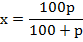 x = 100p / 100 + p